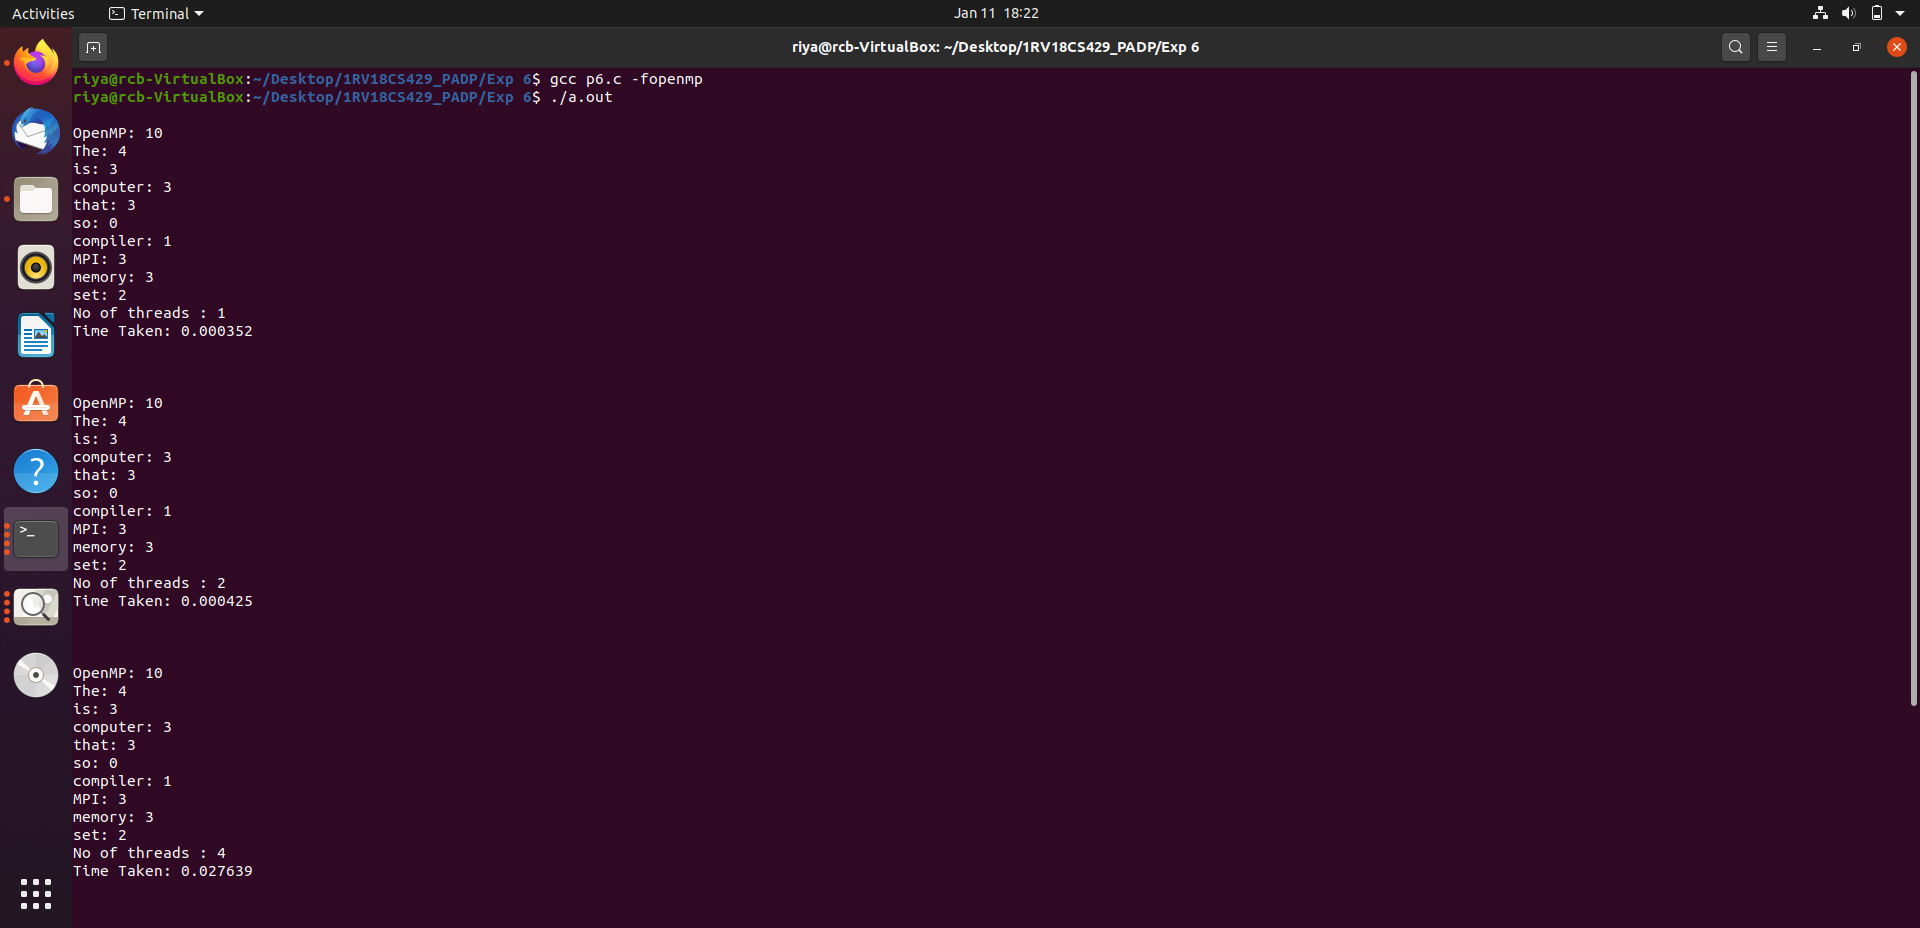 Activities Terminal Jan 11 18:22
riya@rcb-VirtualBox: ~/Desktop/1RV18CS429_PADP/Exp 6
riya@rcb-VirtualBox:~/Desktop/1RV18CS429_PADP/Exp 6$ gcc p6.c -fopenmp
riya@rcb-VirtualBox:~/Desktop/1RV18CS429_PADP/Exp 6$ ./a.out
OpenMP: 10
The: 4
is: 3
computer: 3
that: 3
so: 0
compiler: 1
MPI: 3
memory: 3
set: 2
No of threads : 1
Time Taken: 0.000352
OpenMP: 10
The: 4
is: 3
computer: 3
that: 3
so: 0
compiler: 1
MPI: 3
memory: 3
set: 2
No of threads : 2
Time Taken: 0.000425
OpenMP: 10
The: 4
is: 3
computer: 3
that: 3
so: 0
compiler: 1
MPI: 3
memory: 3
set: 2
No of threads : 4
Time Taken: 0.027639